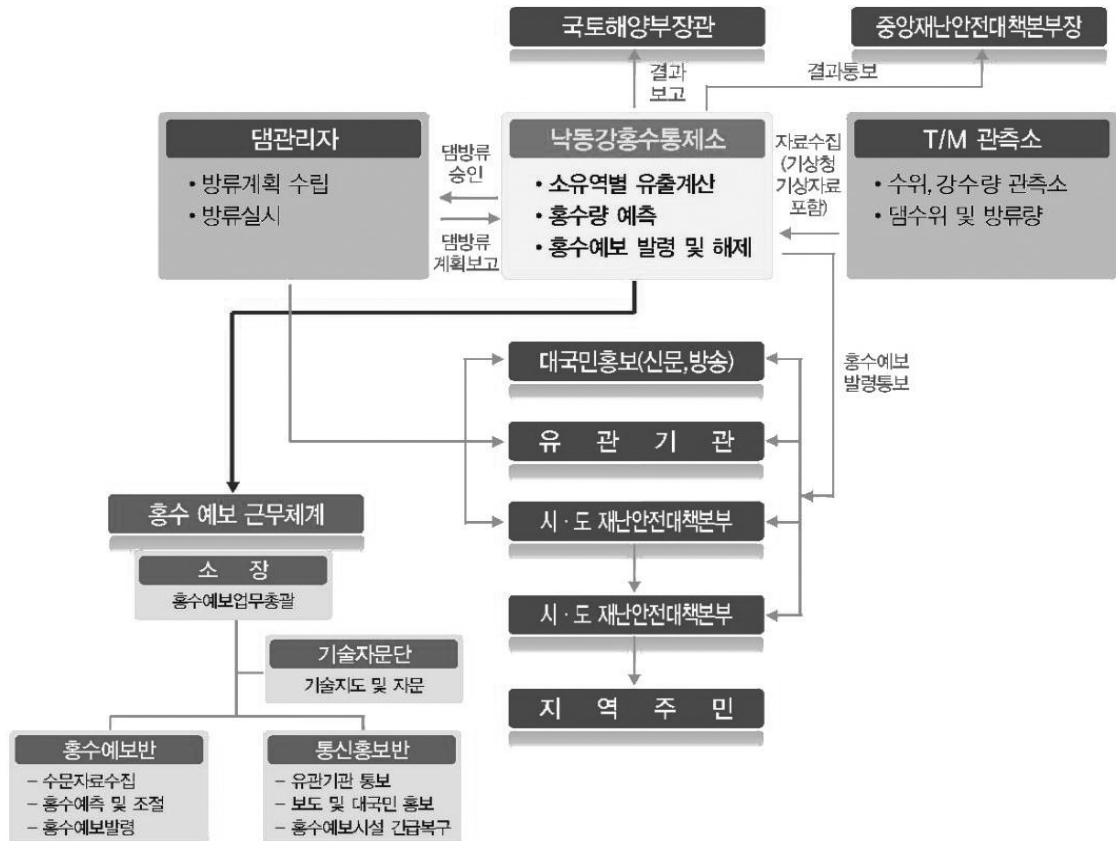 국토해양부장관
중앙재난안전대책본부장
결과
보고
결과통보
댐관리자
• 방류계획 수립
• 방류실시
댐방류
승인
댐방류
계획보고
낙동강홍수통제소
• 소유역별 유출계산
• 홍수량 예측
• 홍수예보 발령 및 해제
자료수집
(기상청
기상자료
포함)
T/M 관측소
• 수위,강수량 관측소
• 댐수위 및 방류량
대국민홍보(신문,방송)
홍수예보
발령통보
유 관 기 관
시 · 도 재난안전대책본부
시 · 도 재난안전대책본부
지 역 주 민
홍수 예보 근무체계
소 장
홍수예보업무총괄
기술자문단
기술지도 및 자문
홍수예보반
– 수문자료수집
– 홍수예측 및 조절
– 홍수예보발령
통신홍보반
– 유관기관 통보
– 보도 및 대국민 홍보
– 홍수예보시설 긴급복구